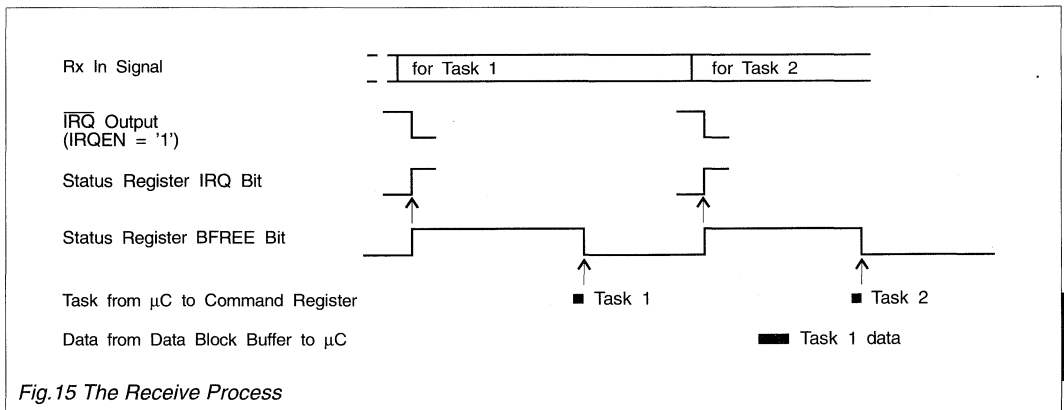 Rx In Signal
for Task 1
for Task 2
IRQ Output
(IRQEN = '1')
Status Register IRQ Bit
Status Register BFREE Bit
Task from µC to Command Register
Task 1
Task 2
Data from Data Block Buffer to µC
Task 1 data
Fig.15 The Receive Process